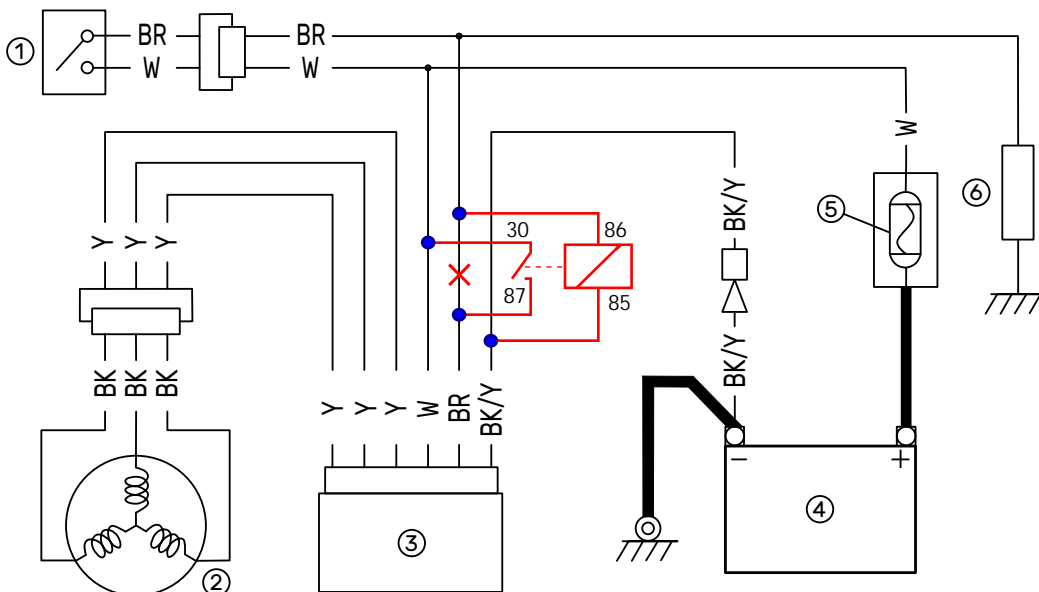 ① BR BR
W W
W
Y Y Y
BK/Y
⑤
⑥
30 86
87 85
BK/Y
BK BK BK
Y Y Y W BR BK/Y
− +
③
④
②